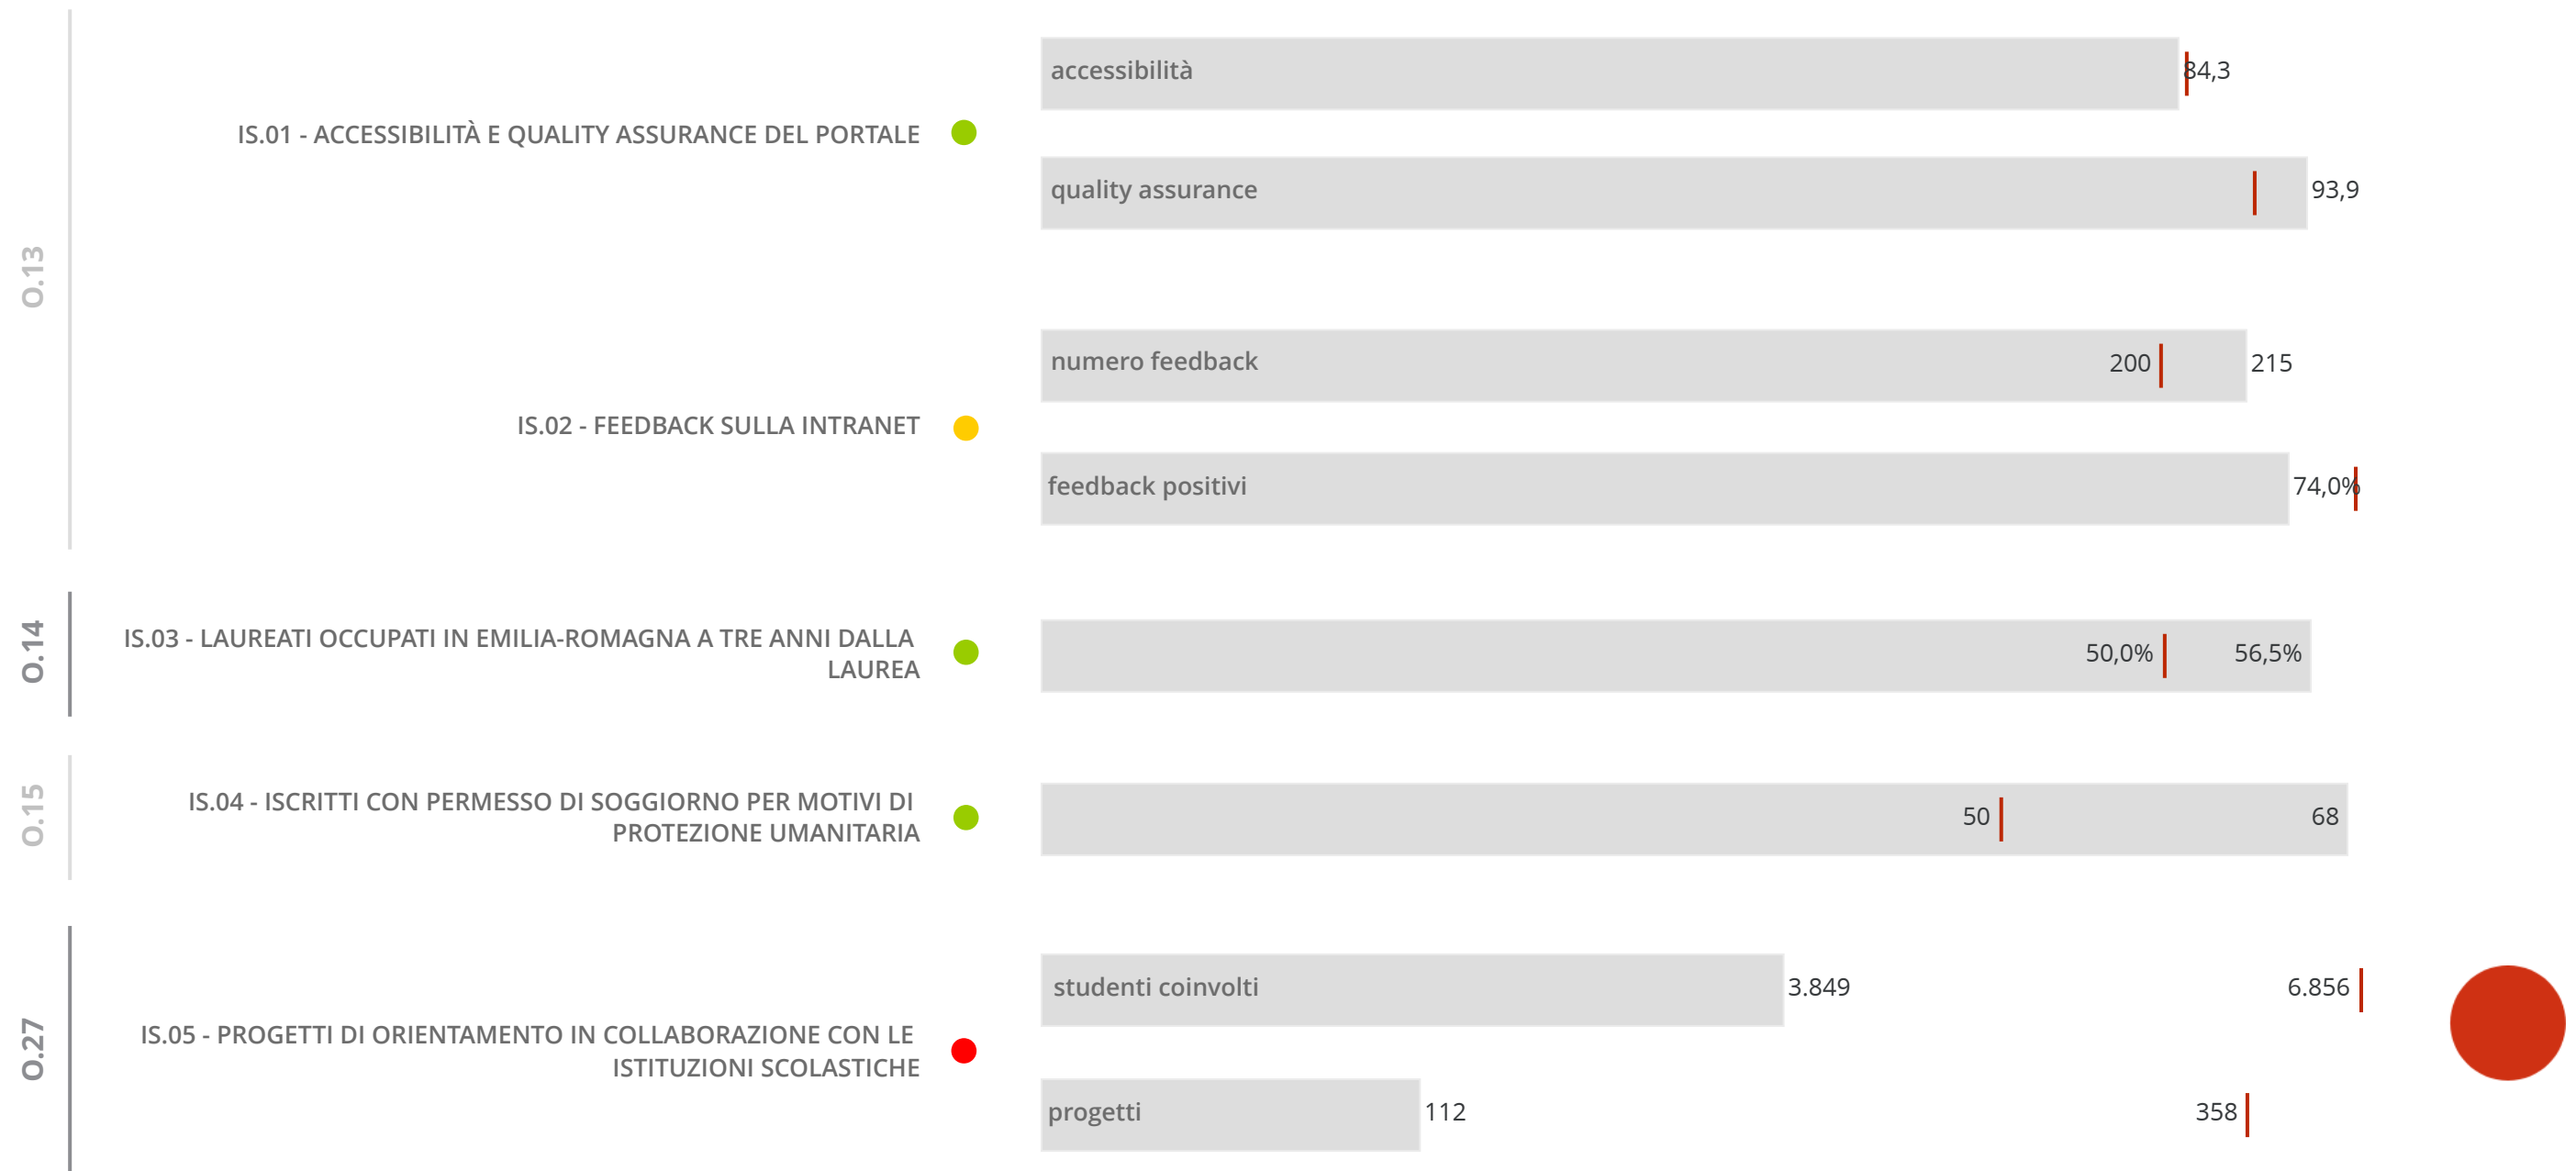 O.13
IS.01 - ACCESSIBILITÀ E QUALITY ASSURANCE DEL PORTALE
accessibilità
84,3
quality assurance
93,9
IS.02 - FEEDBACK SULLA INTRANET
numero feedback
200
215
feedback positivi
74,0%
O.14
IS.03 - LAUREATI OCCUPATI IN EMILIA-ROMAGNA A TRE ANNI DALLA
LAUREA
50,0%
56,5%
O.15
IS.04 - ISCRITTI CON PERMESSO DI SOGGIORNO PER MOTIVI DI
PROTEZIONE UMANITARIA
50
68
O.27
IS.05 - PROGETTI DI ORIENTAMENTO IN COLLABORAZIONE CON LE
ISTITUZIONI SCOLASTICHE
studenti coinvolti
3.849
6.856
progetti
112
358